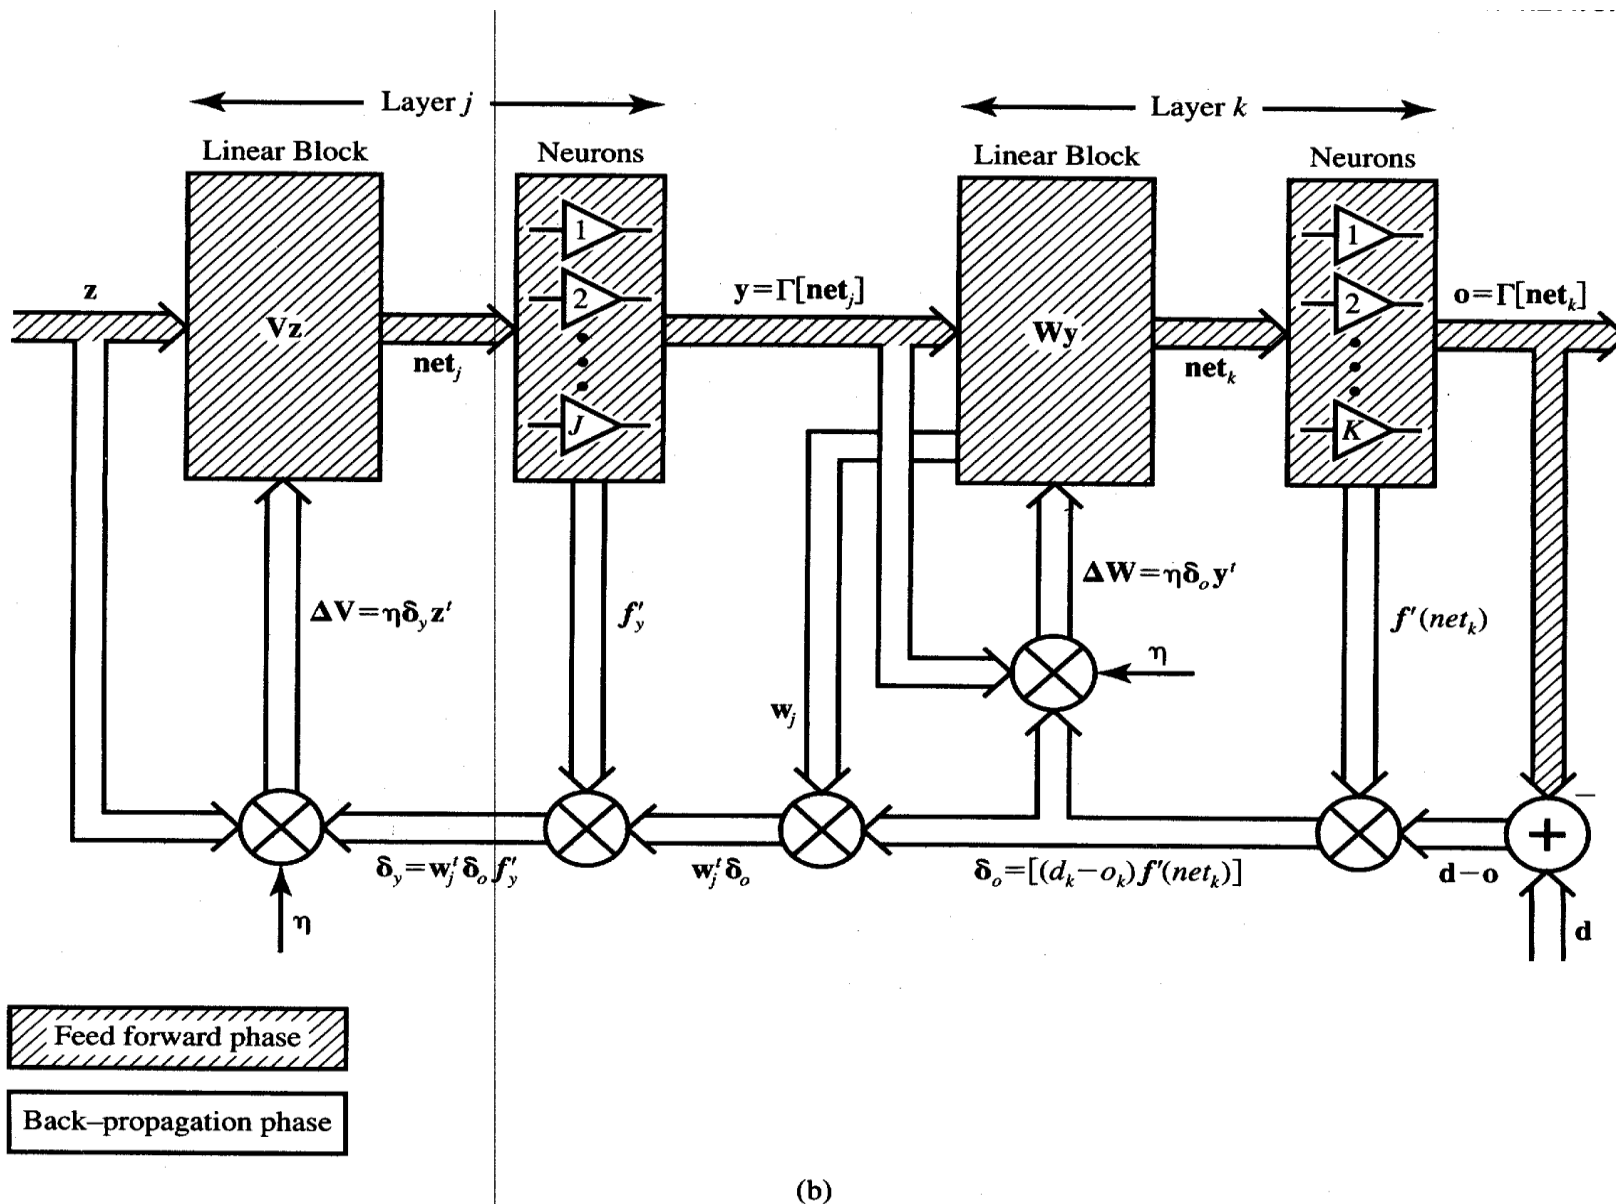 Layer j
Layer k
Linear Block
Neurons
Linear Block
Neurons
1
2
J
1
2
K
z
Vz
net_j
y=Γ[net_j]
Wy
net_k
o=Γ[net_k]
ΔV=ηδ_y z^t
f'_y
ΔW=ηδ_o y^t
f'(net_k)
η
w_j
δ_y=w_j^t δ_o f'_y
w_j^t δ_o
δ_o=[(d_k−o_k)f'(net_k)]
d−o
+
−
d
η
Feed forward phase
Back–propagation phase
(b)